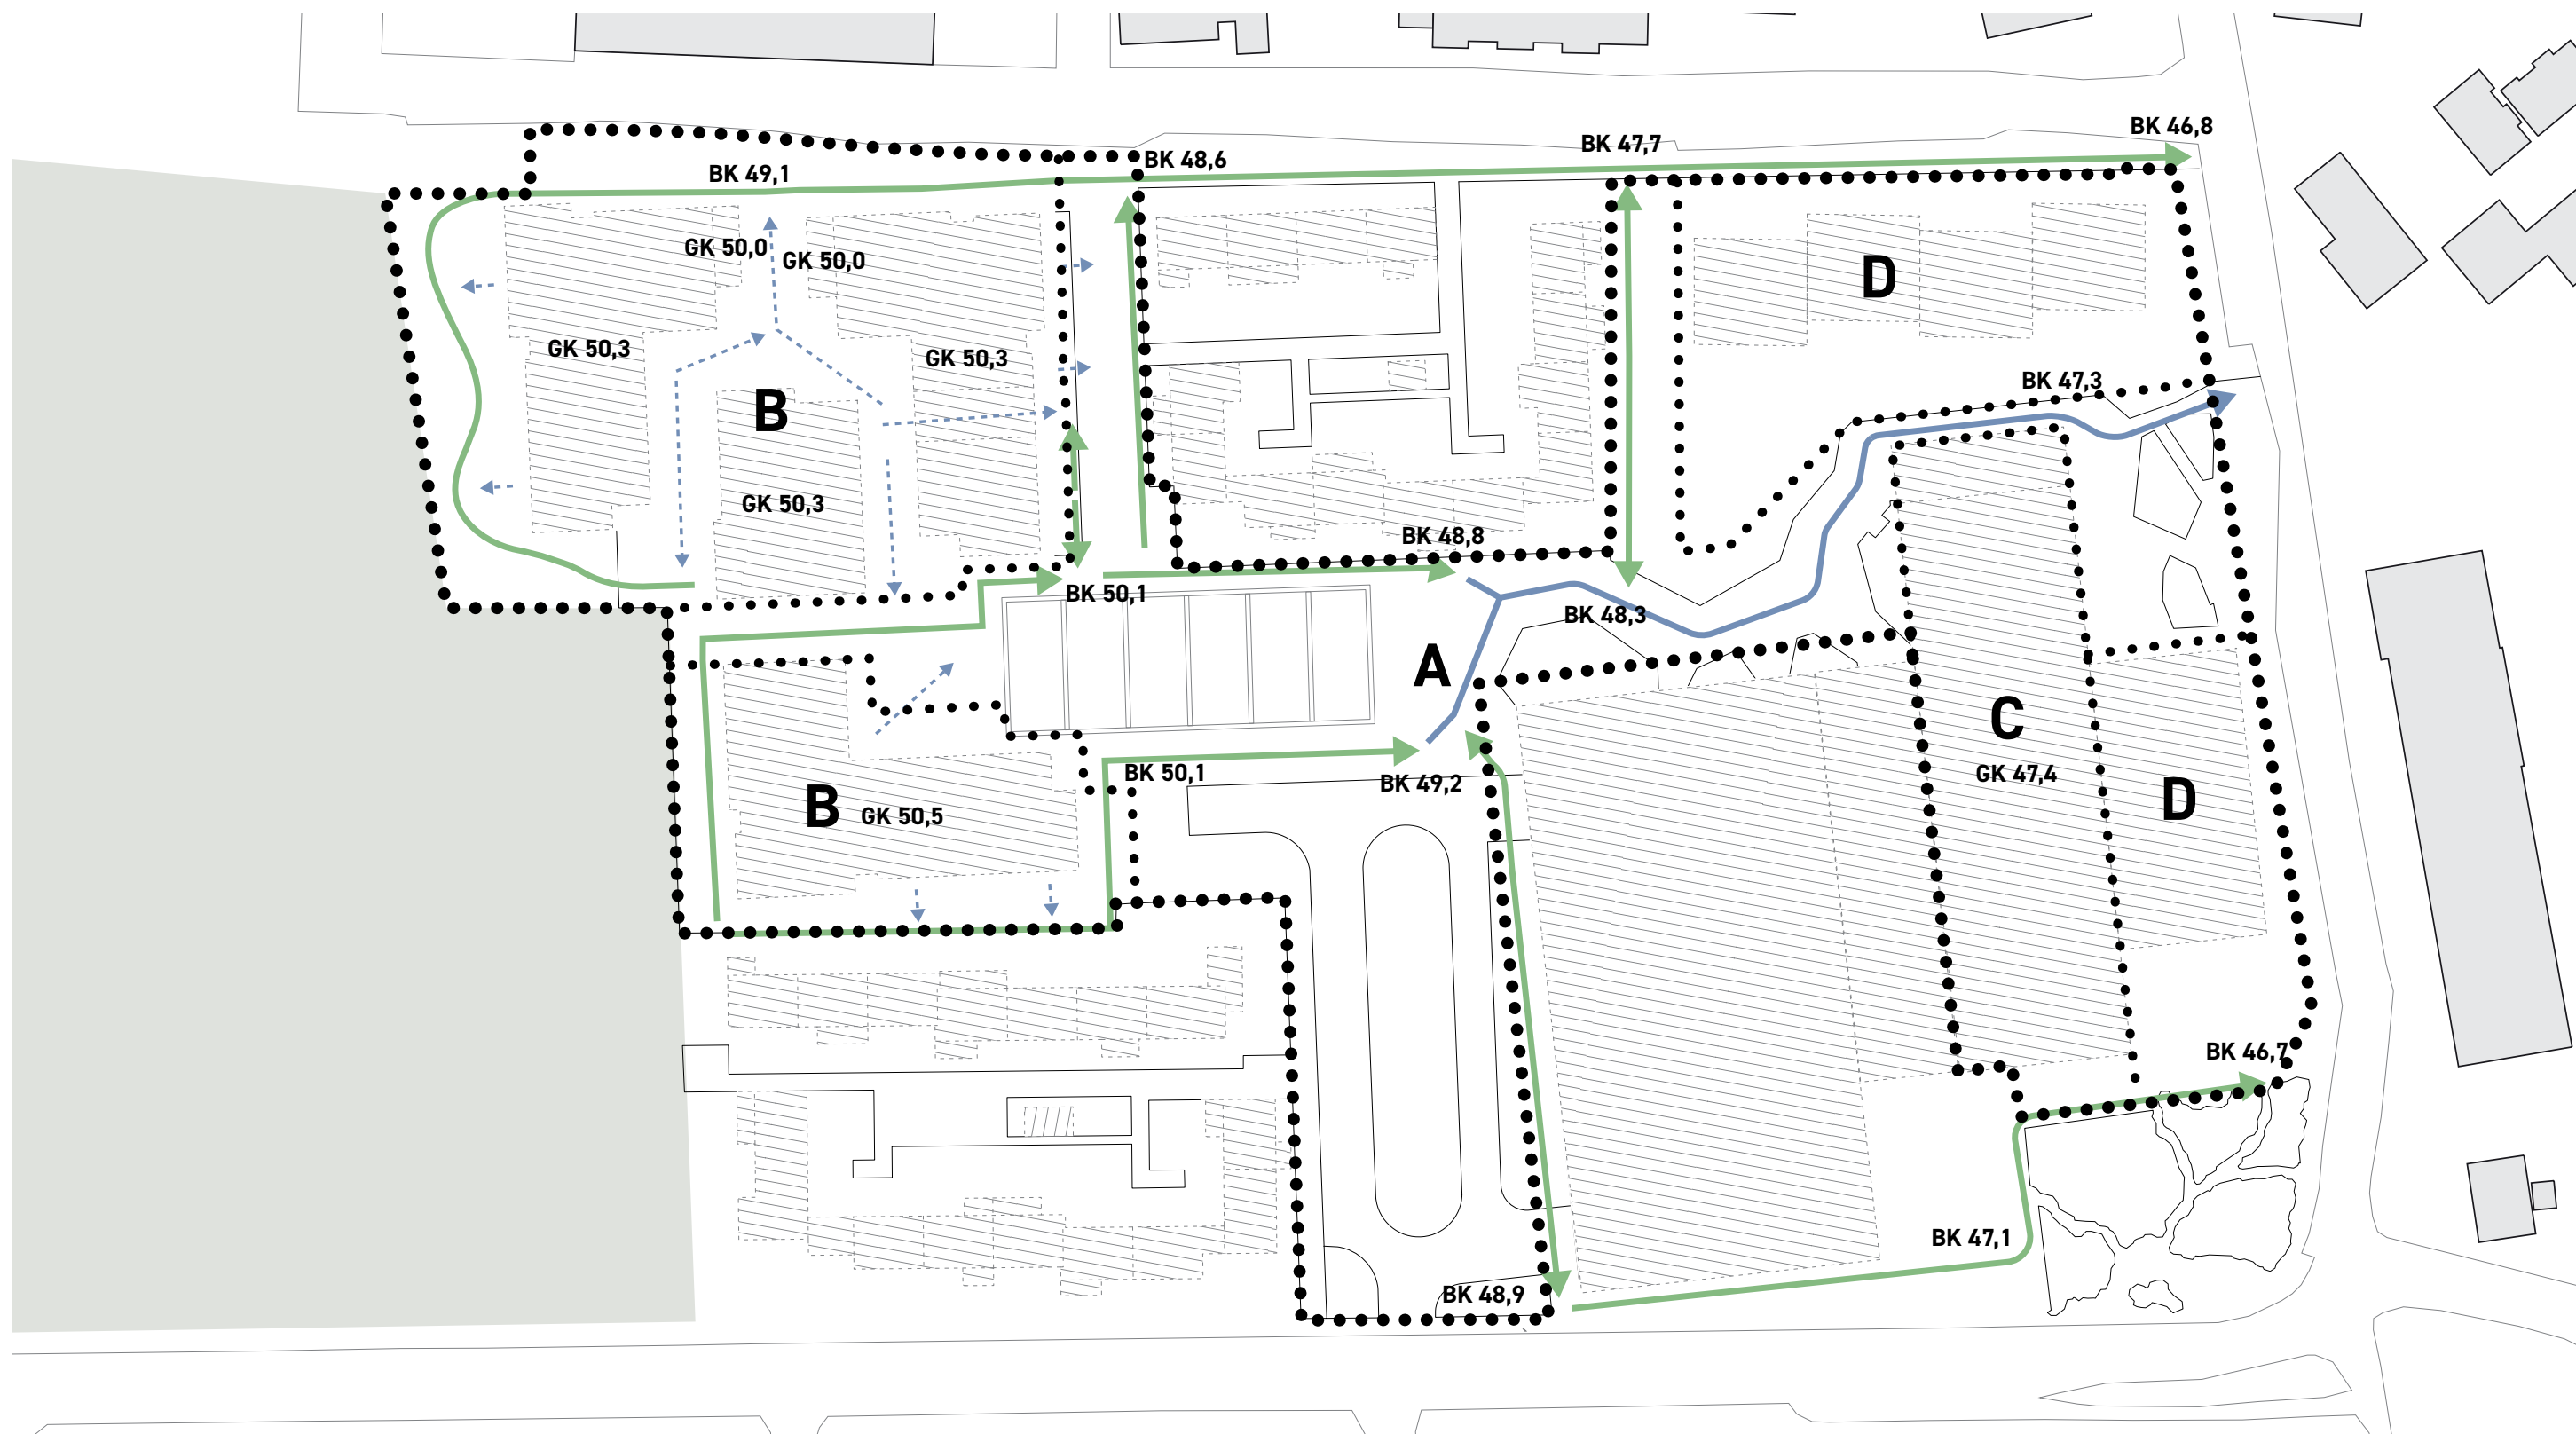 BK 46,8
BK 47,7
BK 48,6
BK 49,1
GK 50,0
GK 50,0
D
GK 50,3
GK 50,3
BK 47,3
B
GK 50,3
BK 48,8
BK 50,1
BK 48,3
A
C
BK 50,1
GK 47,4
BK 49,2
D
B
GK 50,5
BK 46,7
BK 47,1
BK 48,9